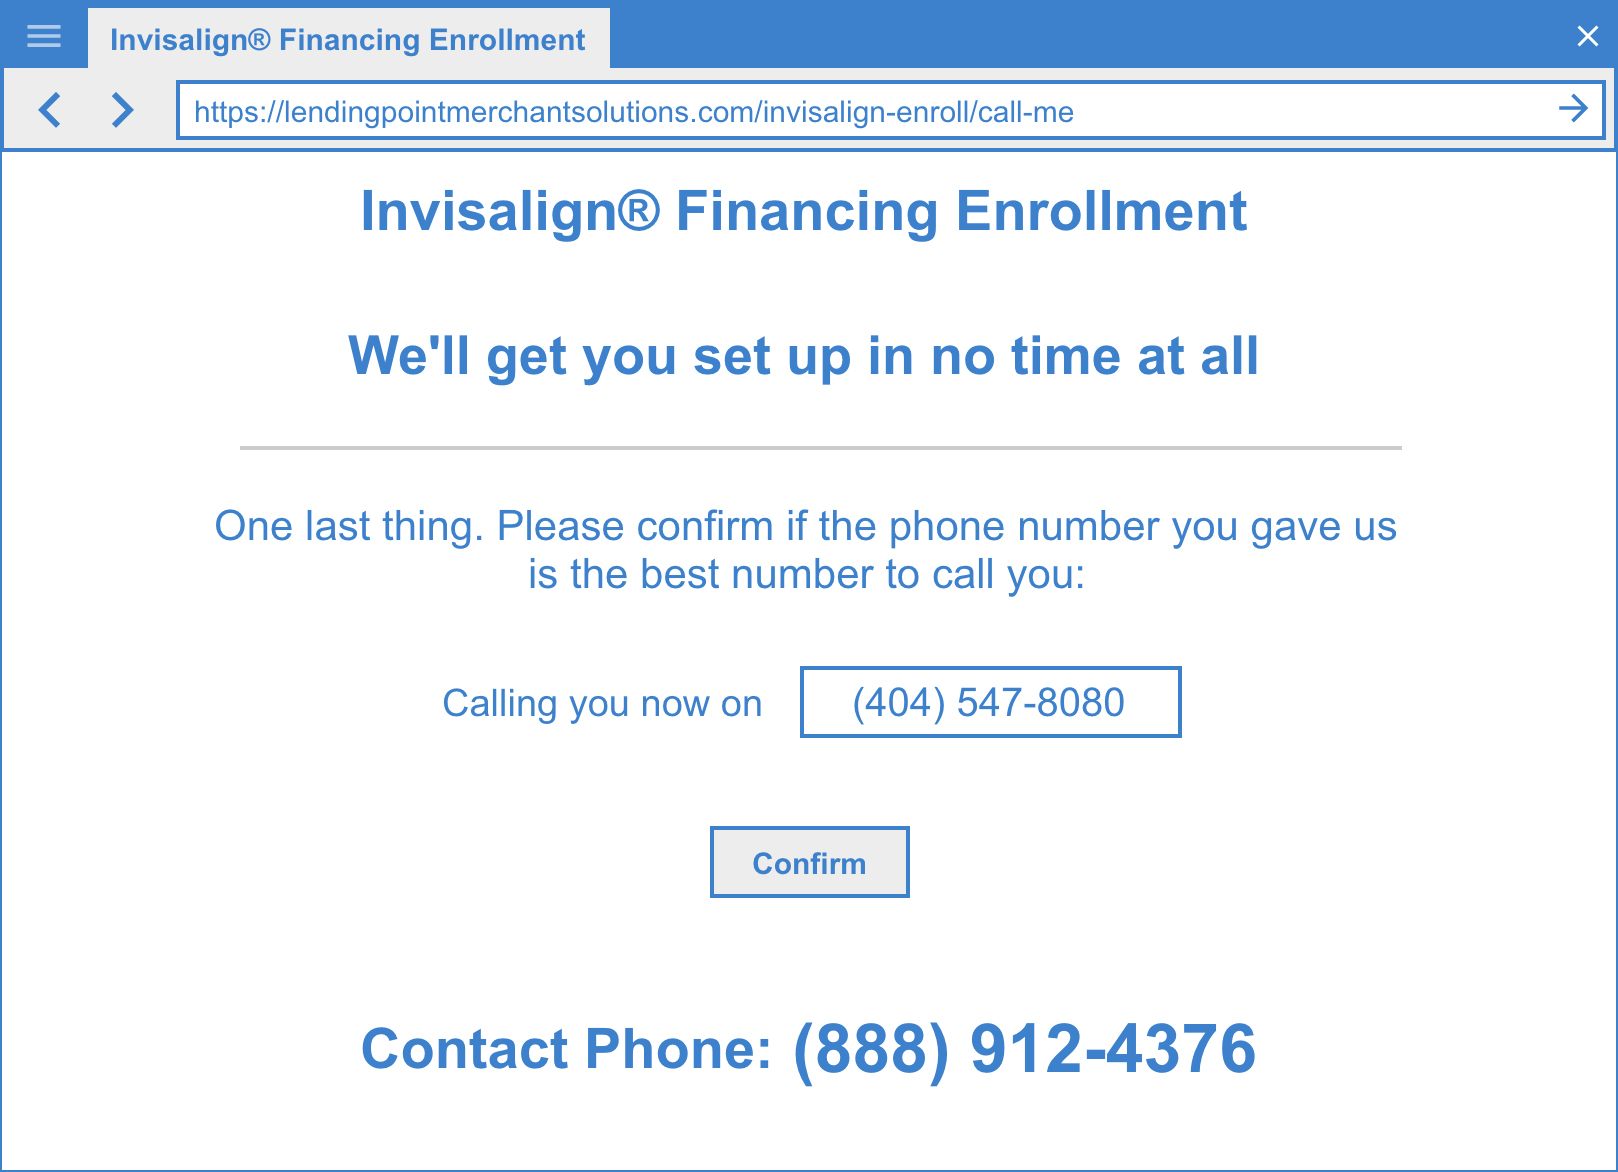 Invisalign® Financing Enrollment
https://lendingpointmerchantsolutions.com/invisalign-enroll/call-me
Invisalign® Financing Enrollment
We'll get you set up in no time at all
One last thing. Please confirm if the phone number you gave us
is the best number to call you:
Calling you now on (404) 547-8080
Confirm
Contact Phone: (888) 912-4376